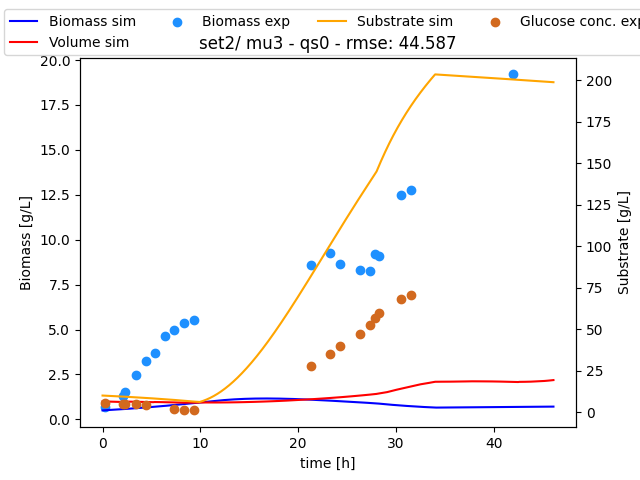 Biomass sim Biomass exp Substrate sim Glucose conc. exp
Volume sim
set2/ mu3 - qs0 - rmse: 44.587
20.0
17.5
15.0
12.5
10.0
7.5
5.0
2.5
0.0
Biomass [g/L]
200
175
150
125
100
75
50
25
0
Substrate [g/L]
0 10 20 30 40
time [h]